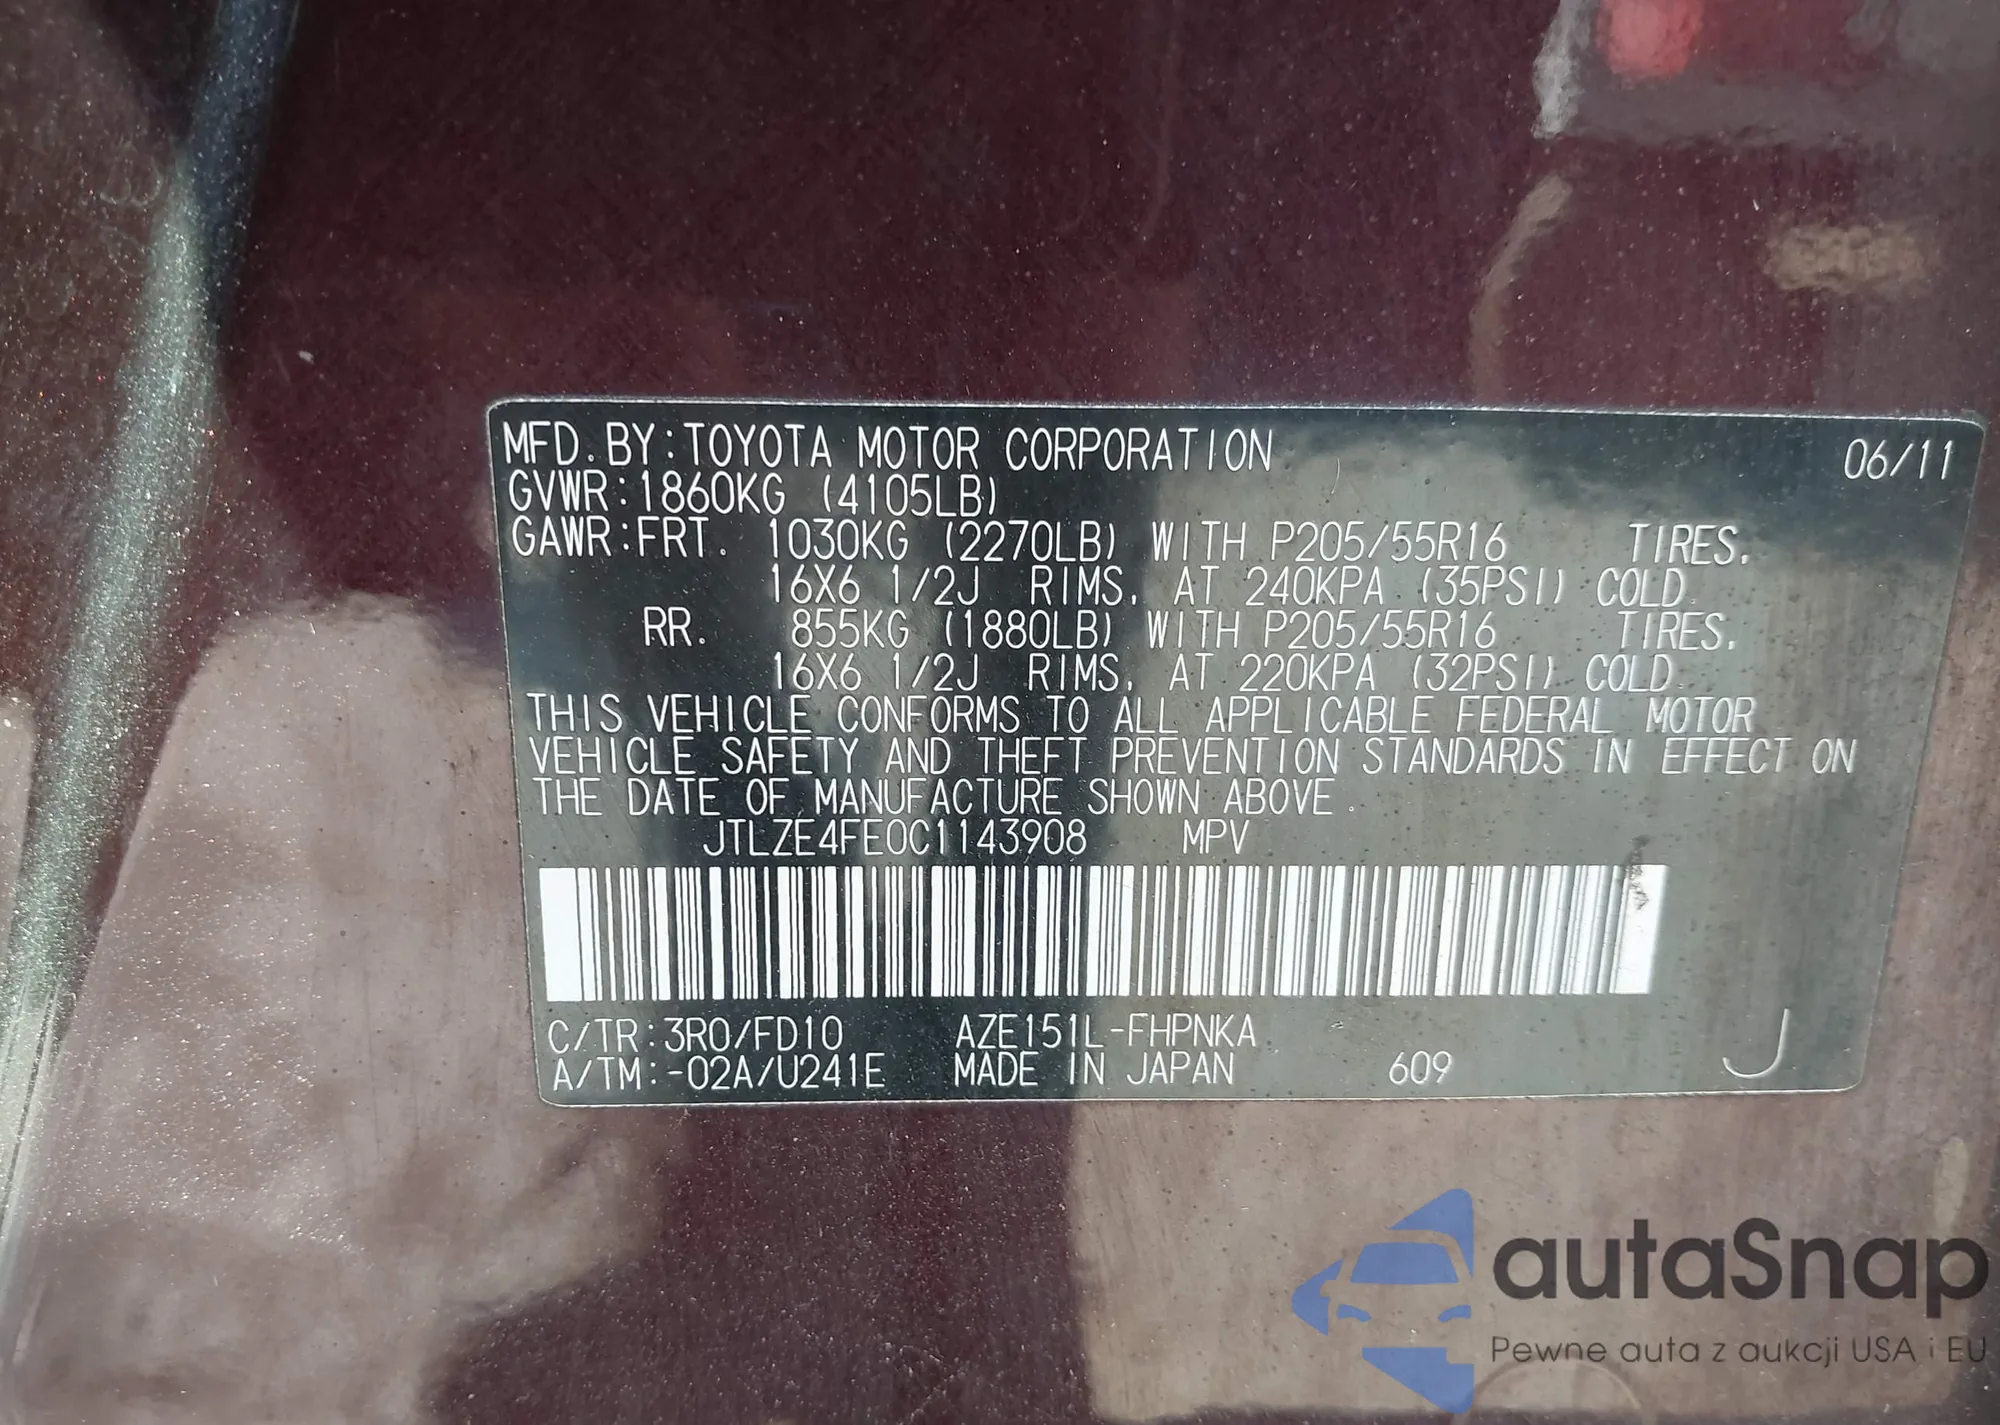 MFD. BY:TOYOTA MOTOR CORPORATION 06/11
GVWR:1860KG (4105LB)
GAWR:FRT. 1030KG (2270LB) WITH P205/55R16 TIRES,
16X6 1/2J RIMS, AT 240KPA (35PSI) COLD
RR. 855KG (1880LB) WITH P205/55R16 TIRES,
16X6 1/2J RIMS, AT 220KPA (32PSI) COLD
THIS VEHICLE CONFORMS TO ALL APPLICABLE FEDERAL MOTOR
VEHICLE SAFETY AND THEFT PREVENTION STANDARDS IN EFFECT ON
THE DATE OF MANUFACTURE SHOWN ABOVE.
JTLZE4FE0C1143908 MPV
C/TR:3R0/FD10 AZE151L-FHPNKA
A/TM:-02A/U241E MADE IN JAPAN 609 J
autaSnap
Pewne auta z aukcji USA i EU